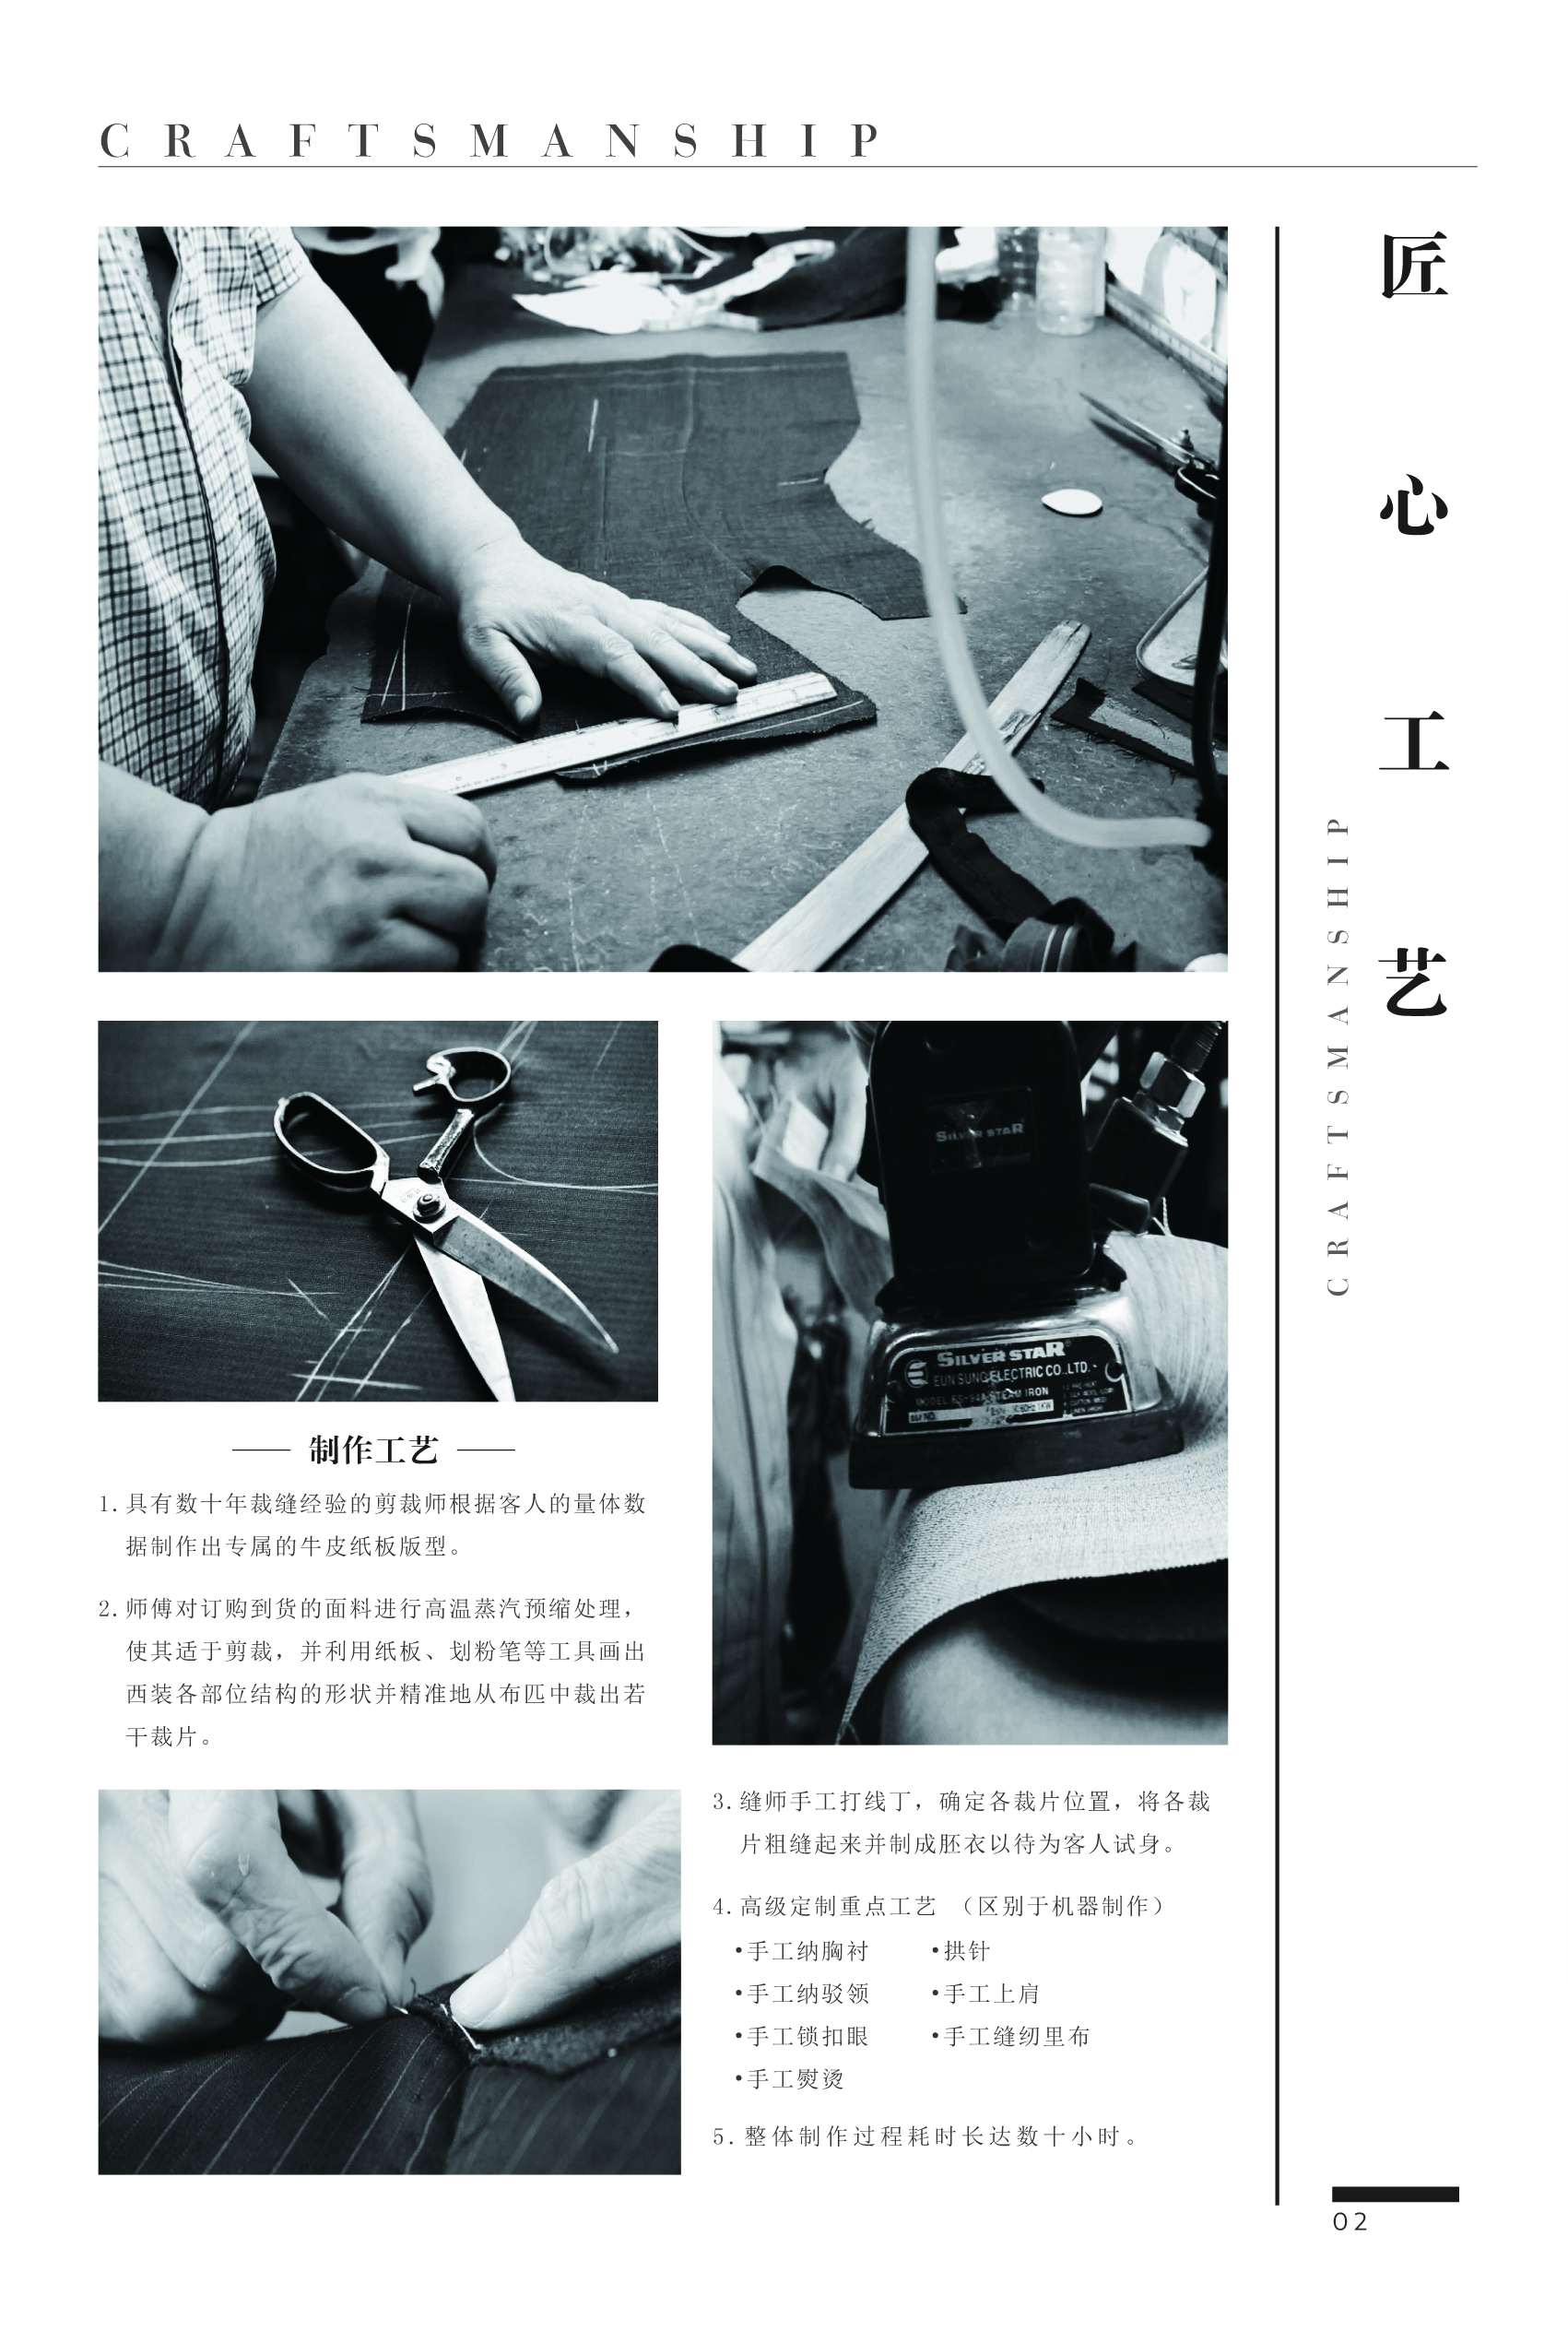 CRAFTSMANSHIP
匠心工艺
CRAFTSMANSHIP
SILVER STAR
SILVER STAR
EUN SUNG ELECTRIC CO.,LTD.
STEAM IRON
制作工艺
1. 具有数十年裁缝经验的剪裁师根据客人的量体数
据制作出专属的牛皮纸板版型。
2. 师傅对订购到货的面料进行高温蒸汽预缩处理，
使其适于剪裁，并利用纸板、划粉笔等工具画出
西装各部位结构的形状并精准地从布匹中裁出若
干裁片。
3. 缝师手工打线丁，确定各裁片位置，将各裁
片粗缝起来并制成胚衣以待为客人试身。
4. 高级定制重点工艺 （区别于机器制作）
•手工纳胸衬 •拱针
•手工纳驳领 •手工上肩
•手工锁扣眼 •手工缝纫里布
•手工熨烫
5. 整体制作过程耗时长达数十小时。
02